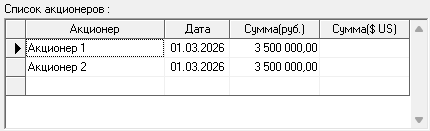 Список акционеров :
Акционер Дата Сумма(руб.) Сумма($ US)
Акционер 1 01.03.2026 3 500 000,00
Акционер 2 01.03.2026 3 500 000,00